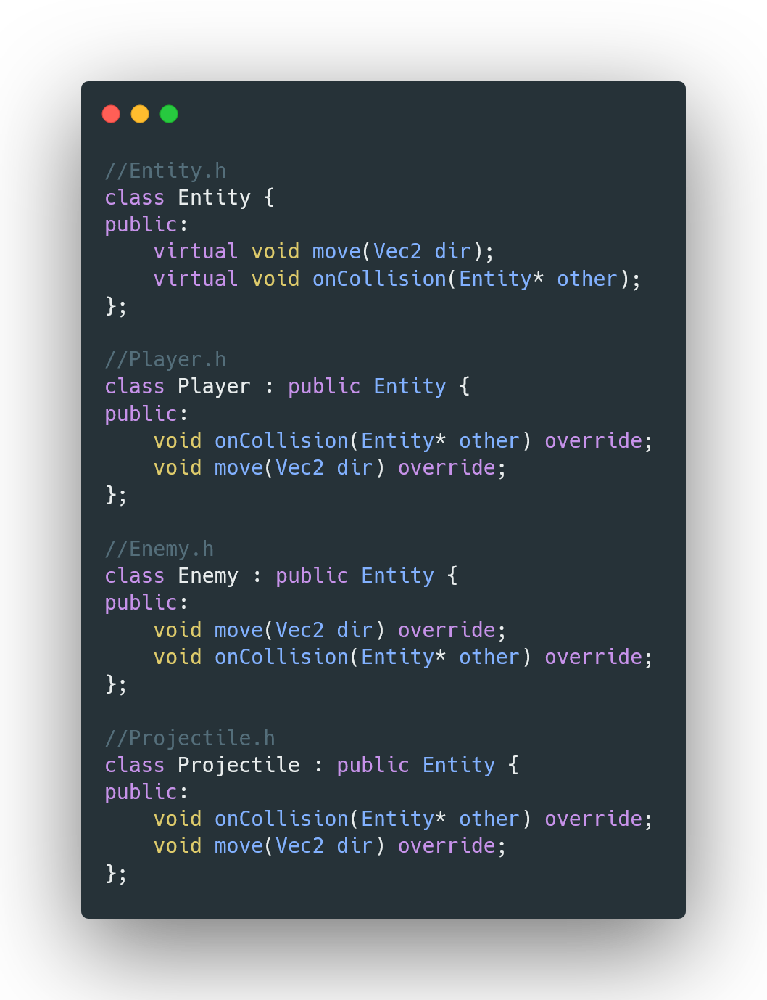 //Entity.h
class Entity {
public:
    virtual void move(Vec2 dir);
    virtual void onCollision(Entity* other);
};

//Player.h
class Player : public Entity {
public:
    void onCollision(Entity* other) override;
    void move(Vec2 dir) override;
};

//Enemy.h
class Enemy : public Entity {
public:
    void move(Vec2 dir) override;
    void onCollision(Entity* other) override;
};

//Projectile.h
class Projectile : public Entity {
public:
    void onCollision(Entity* other) override;
    void move(Vec2 dir) override;
};